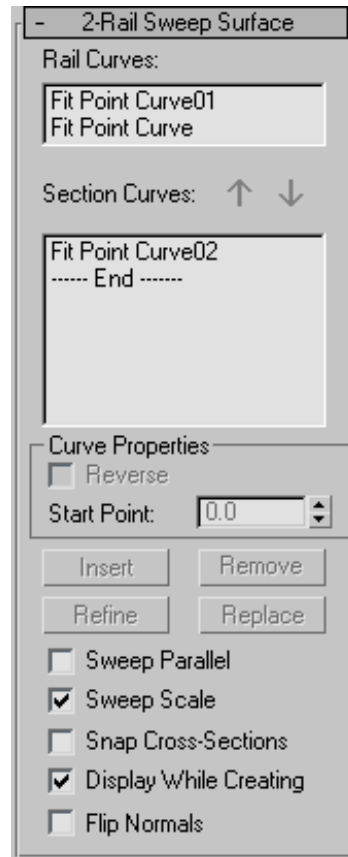 - 2-Rail Sweep Surface
Rail Curves:
Fit Point Curve01
Fit Point Curve
Section Curves:
Fit Point Curve02
------ End -------
Curve Properties
Reverse
Start Point: 0.0
Insert Remove
Refine Replace
Sweep Parallel
Sweep Scale
Snap Cross-Sections
Display While Creating
Flip Normals